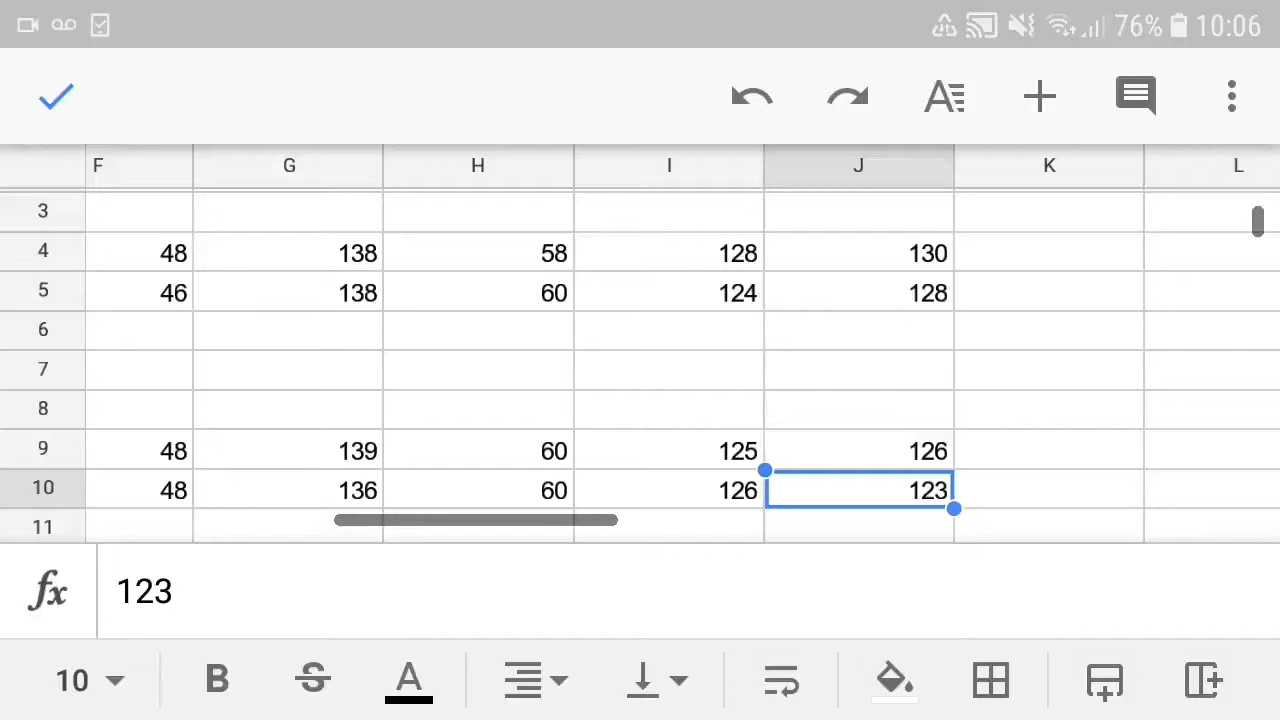 76% 10:06
F G H I J K L
3
4 48 138 58 128 130
5 46 138 60 124 128
6
7
8
9 48 139 60 125 126
10 48 136 60 126 123
11
fx 123
10 B S A